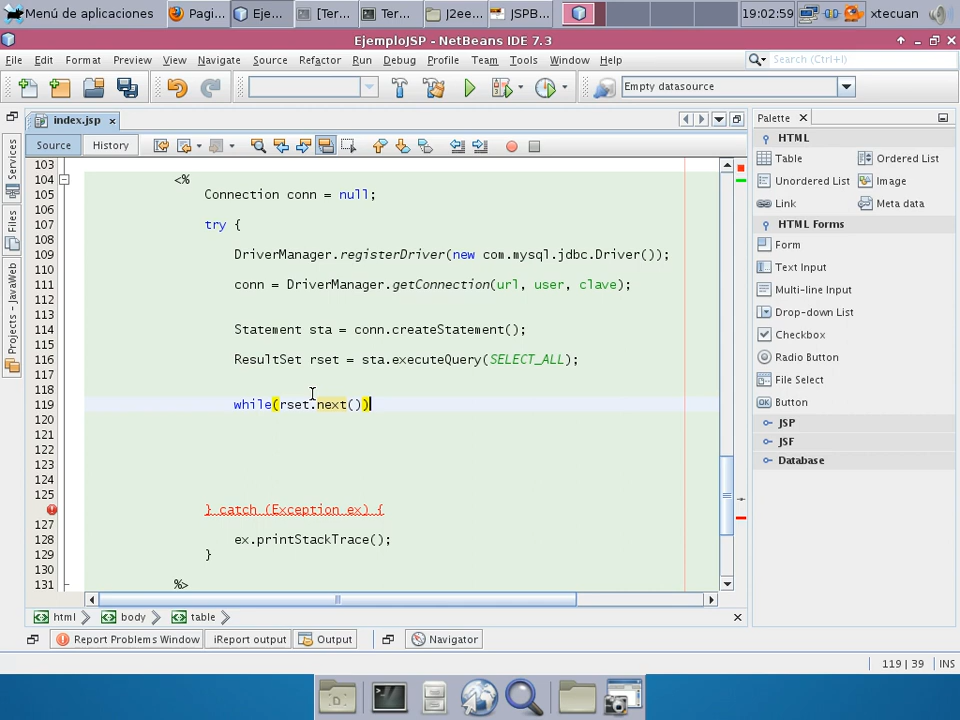 Menú de aplicaciones Pagi... Eje... [Ter... Ter... J2ee... JSPB... 19:02:59 xtecuan
EjemploJSP - NetBeans IDE 7.3
File Edit Format Preview View Navigate Source Refactor Run Debug Profile Team Tools Window Help Search (Ctrl+I)
Empty datasource
index.jsp
Source History
Services
Files
Projects - JavaWeb
103
104 <%
105 Connection conn = null;
106
107 try {
108
109 DriverManager.registerDriver(new com.mysql.jdbc.Driver());
110
111 conn = DriverManager.getConnection(url, user, clave);
112
114 Statement sta = conn.createStatement();
115
116 ResultSet rset = sta.executeQuery(SELECT_ALL);
117
118
119 while(rset.next())
120
121
122
123
124
125
} catch (Exception ex) {
127
128 ex.printStackTrace();
129 }
130
131 %>
Palette
HTML
Table Ordered List
Unordered List Image
Link Meta data
HTML Forms
Form
Text Input
Multi-line Input
Drop-down List
Checkbox
Radio Button
File Select
Button
JSP
JSF
Database
html body table
Report Problems Window iReport output Output Navigator
119 | 39 INS